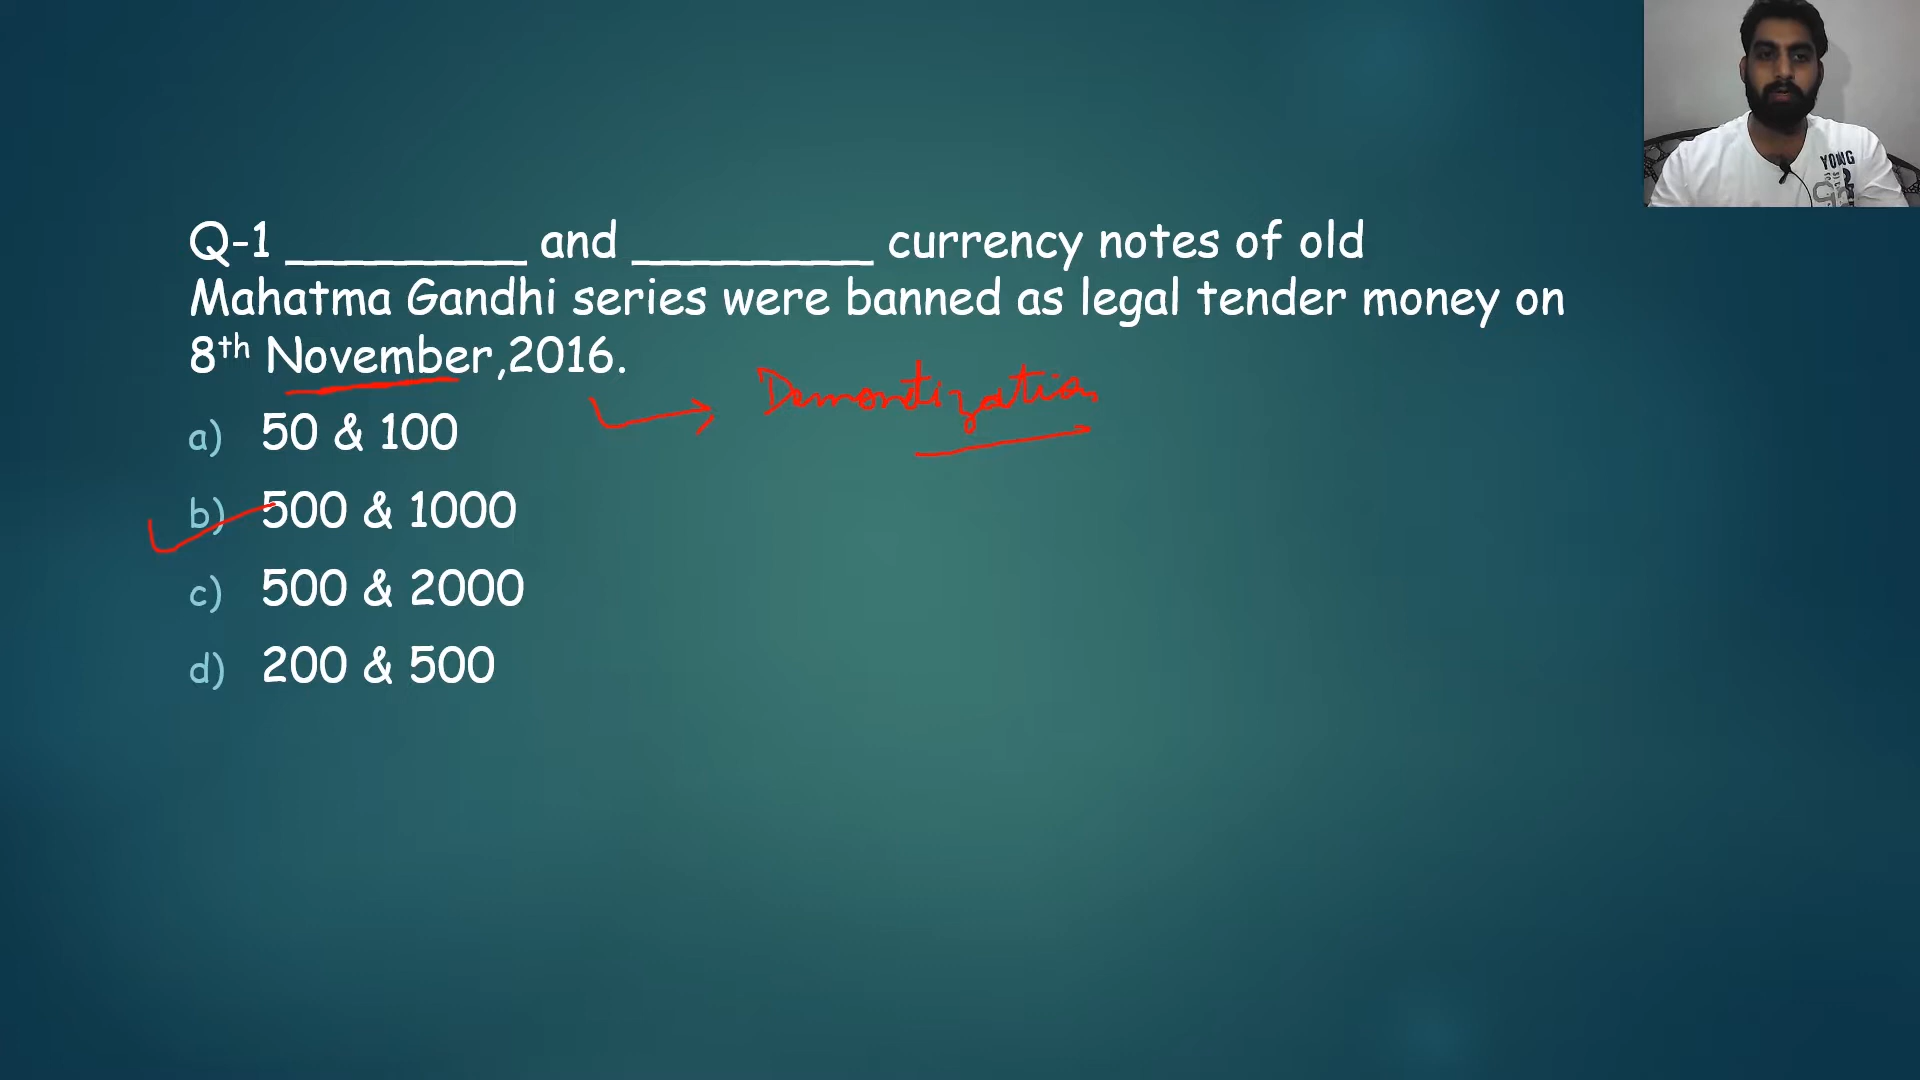 Q-1 _________ and _________ currency notes of old
Mahatma Gandhi series were banned as legal tender money on
8th November,2016.
Demonetization
a) 50 & 100
b) 500 & 1000
c) 500 & 2000
d) 200 & 500
YOUNG